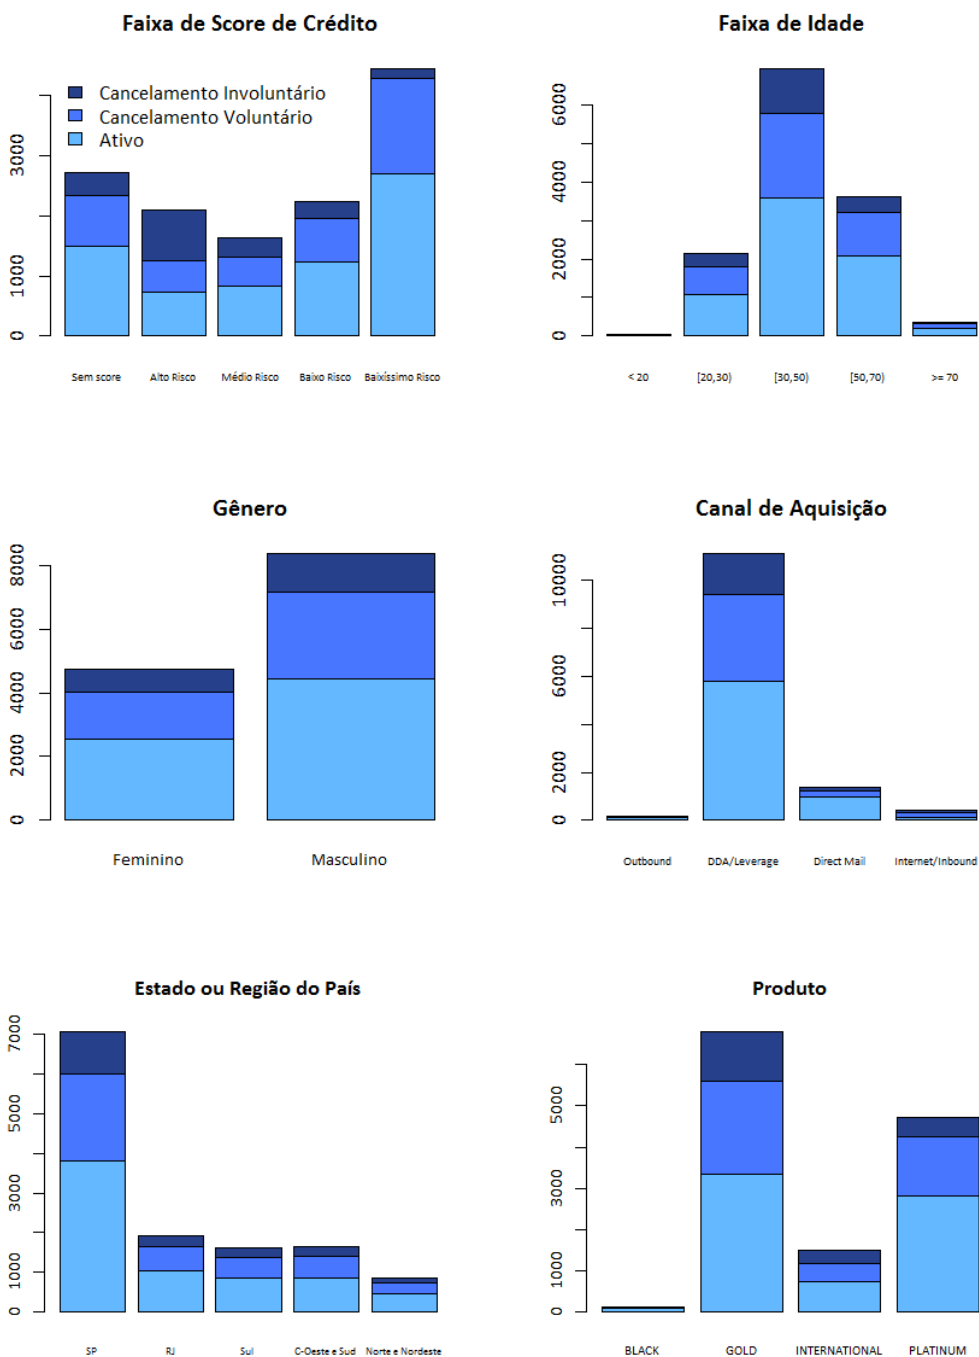 Faixa de Score de Crédito
Cancelamento Involuntário
Cancelamento Voluntário
Ativo
0 1000 3000
Sem score Alto Risco Médio Risco Baixo Risco Baixíssimo Risco
Faixa de Idade
0 2000 4000 6000
< 20 [20,30) [30,50) [50,70) >= 70
Gênero
0 2000 4000 6000 8000
Feminino Masculino
Canal de Aquisição
0 2000 6000 10000
Outbound DDA/Leverage Direct Mail Internet/Inbound
Estado ou Região do País
0 1000 3000 5000 7000
SP RJ Sul C-Oeste e Sud Norte e Nordeste
Produto
0 1000 3000 5000
BLACK GOLD INTERNATIONAL PLATINUM